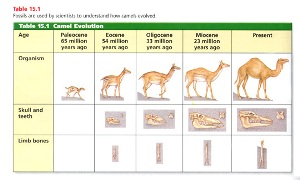 Table 15.1
Fossils are used by scientists to understand how camels evolved.
Table 15.1 Camel Evolution
Age
Paleocene
65 million
years ago
Eocene
54 million
years ago
Oligocene
33 million
years ago
Miocene
23 million
years ago
Present
Organism
Skull and
teeth
Limb bones